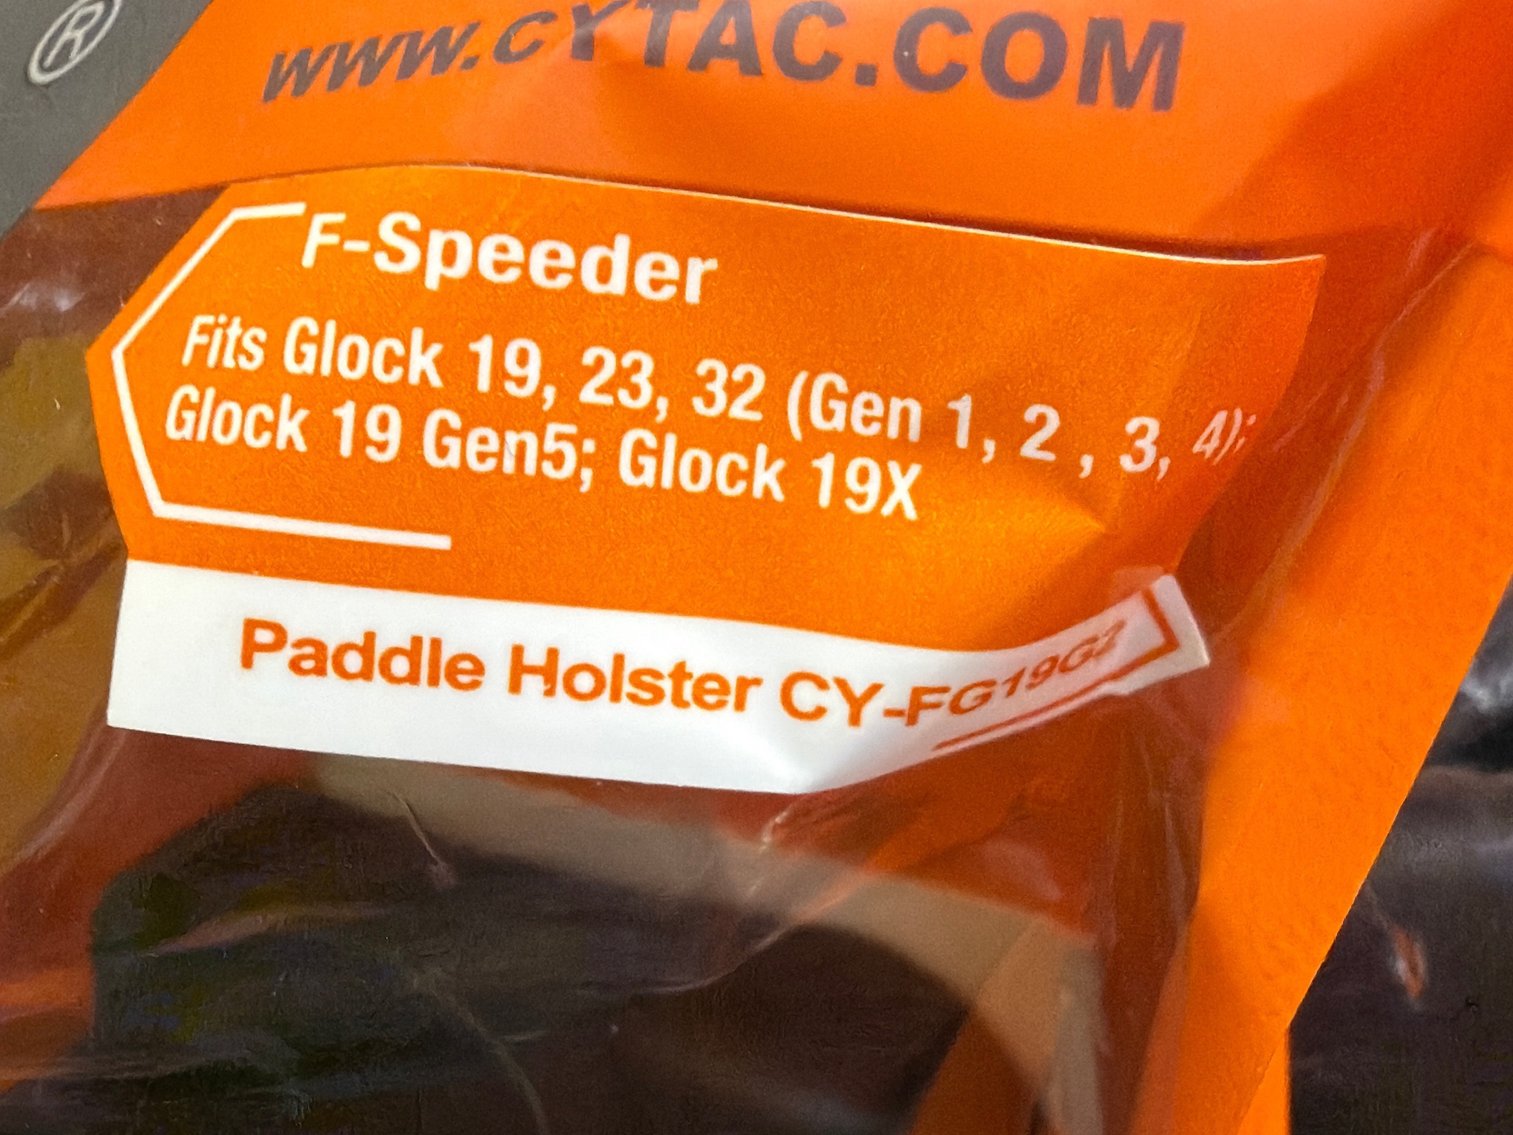 ®
www.CYTAC.COM
F-Speeder
Fits Glock 19, 23, 32 (Gen 1, 2 , 3, 4);
Glock 19 Gen5; Glock 19X
Paddle Holster CY-FG19G2